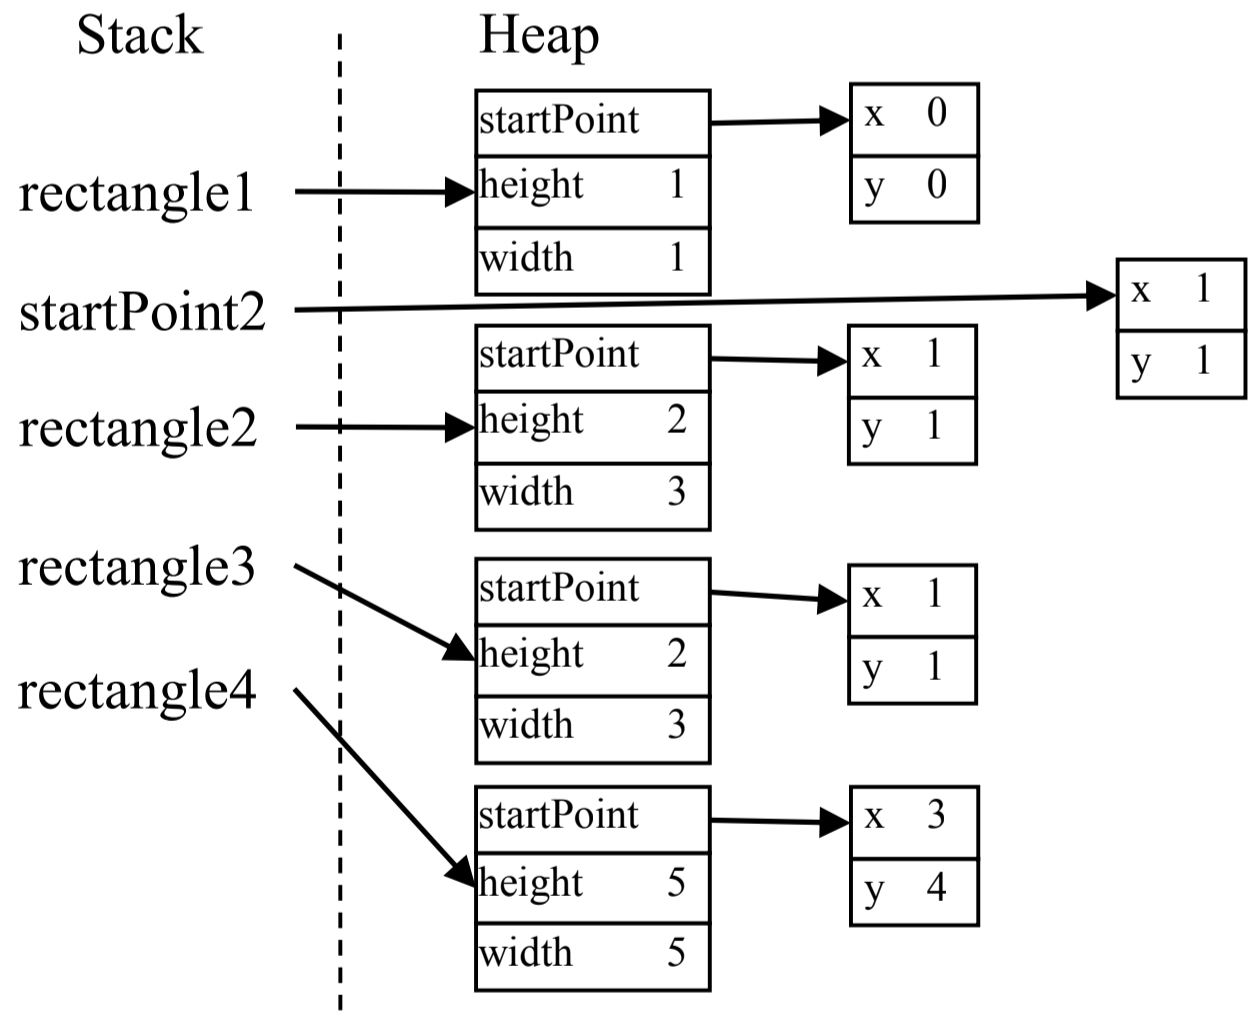 Stack
Heap
startPoint
x 0
rectangle1
height 1
y 0
width 1
startPoint2
x 1
y 1
startPoint
x 1
rectangle2
height 2
y 1
width 3
rectangle3
startPoint
x 1
height 2
y 1
rectangle4
width 3
startPoint
x 3
height 5
y 4
width 5